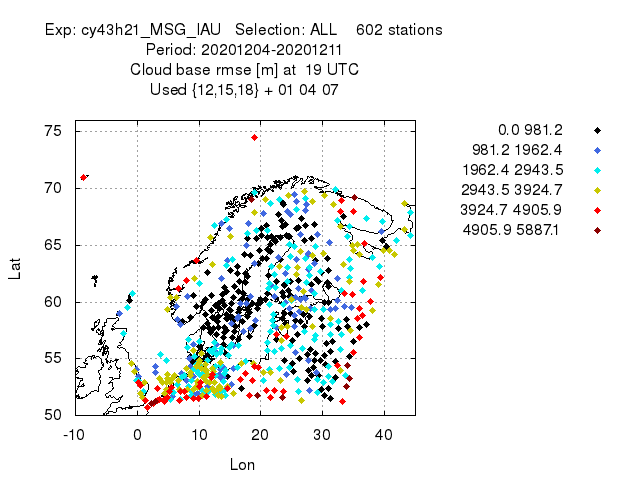 Exp: cy43h21_MSG_IAU   Selection: ALL    602 stations
Period: 20201204-20201211
Cloud base rmse [m] at  19 UTC
Used {12,15,18} + 01 04 07
0.0 981.2
981.2 1962.4
1962.4 2943.5
2943.5 3924.7
3924.7 4905.9
4905.9 5887.1
75
70
65
60
55
50
Lat
-10 0 10 20 30 40
Lon